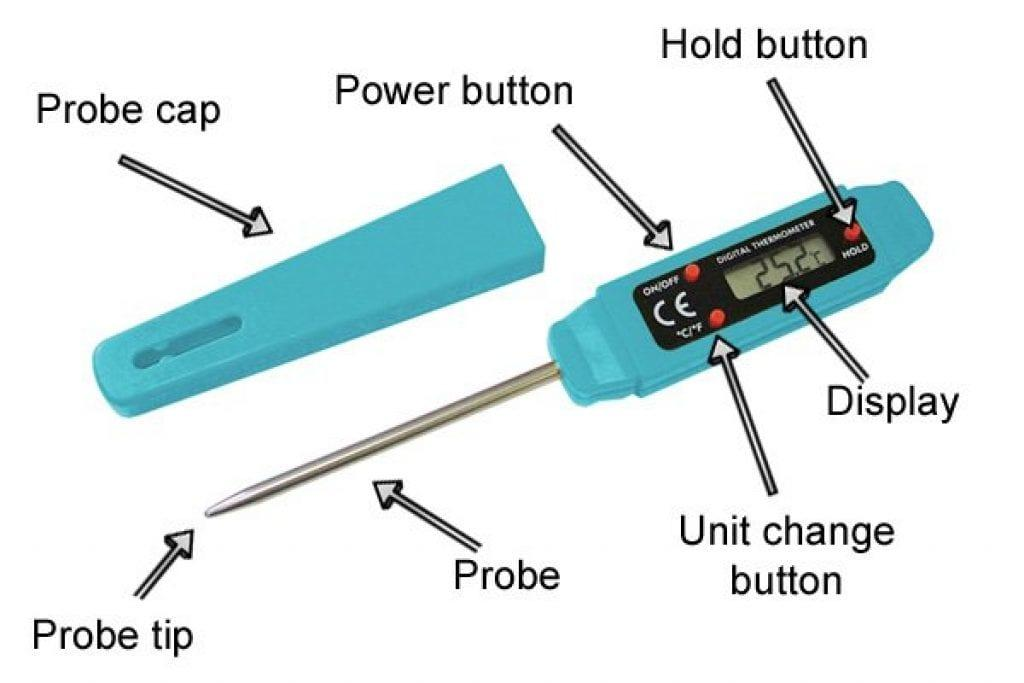 Hold button
Power button
Probe cap
DIGITAL THERMOMETER
ON/OFF
HOLD
CE
°C/°F
Display
Unit change
button
Probe
Probe tip